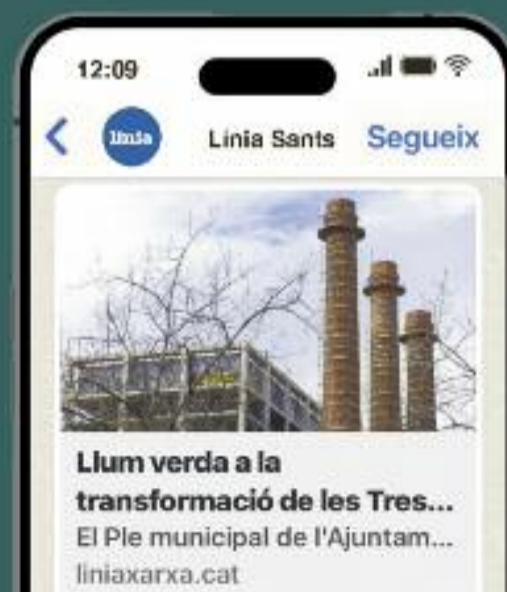 12:09
línia
Línia Sants
Segueix
Llum verda a la
transformació de les Tres...
El Ple municipal de l'Ajuntam...
liniaxarxa.cat